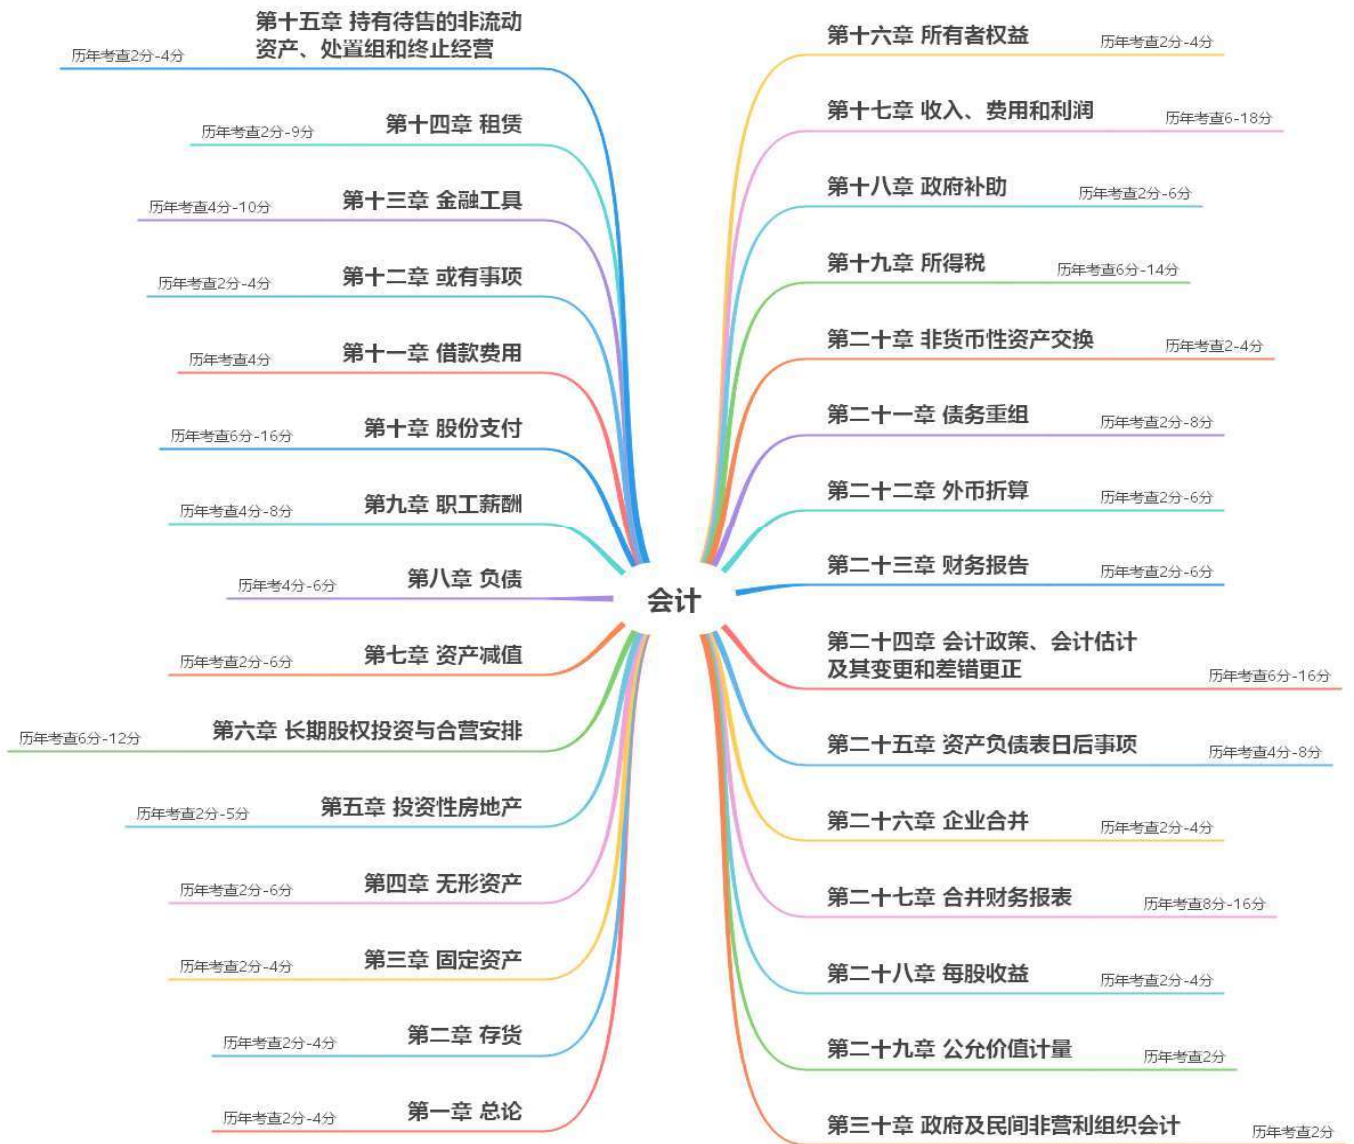 会计
第一章 总论
历年考查2分-4分
第二章 存货
历年考查2分-4分
第三章 固定资产
历年考查2分-4分
第四章 无形资产
历年考查2分-6分
第五章 投资性房地产
历年考查2分-5分
第六章 长期股权投资与合营安排
历年考查6分-12分
第七章 资产减值
历年考查2分-6分
第八章 负债
历年考4分-6分
第九章 职工薪酬
历年考查4分-8分
第十章 股份支付
历年考查6分-16分
第十一章 借款费用
历年考查4分
第十二章 或有事项
历年考查2分-4分
第十三章 金融工具
历年考查4分-10分
第十四章 租赁
历年考查2分-9分
第十五章 持有待售的非流动
资产、处置组和终止经营
历年考查2分-4分
第十六章 所有者权益
历年考查2分-4分
第十七章 收入、费用和利润
历年考查6-18分
第十八章 政府补助
历年考查2分-6分
第十九章 所得税
历年考查6分-14分
第二十章 非货币性资产交换
历年考查2-4分
第二十一章 债务重组
历年考查2分-8分
第二十二章 外币折算
历年考查2分-6分
第二十三章 财务报告
历年考查2分-6分
第二十四章 会计政策、会计估计
及其变更和差错更正
历年考查6分-16分
第二十五章 资产负债表日后事项
历年考查4分-8分
第二十六章 企业合并
历年考查2分-4分
第二十七章 合并财务报表
历年考查8分-16分
第二十八章 每股收益
历年考查2分-4分
第二十九章 公允价值计量
历年考查2分
第三十章 政府及民间非营利组织会计
历年考查2分